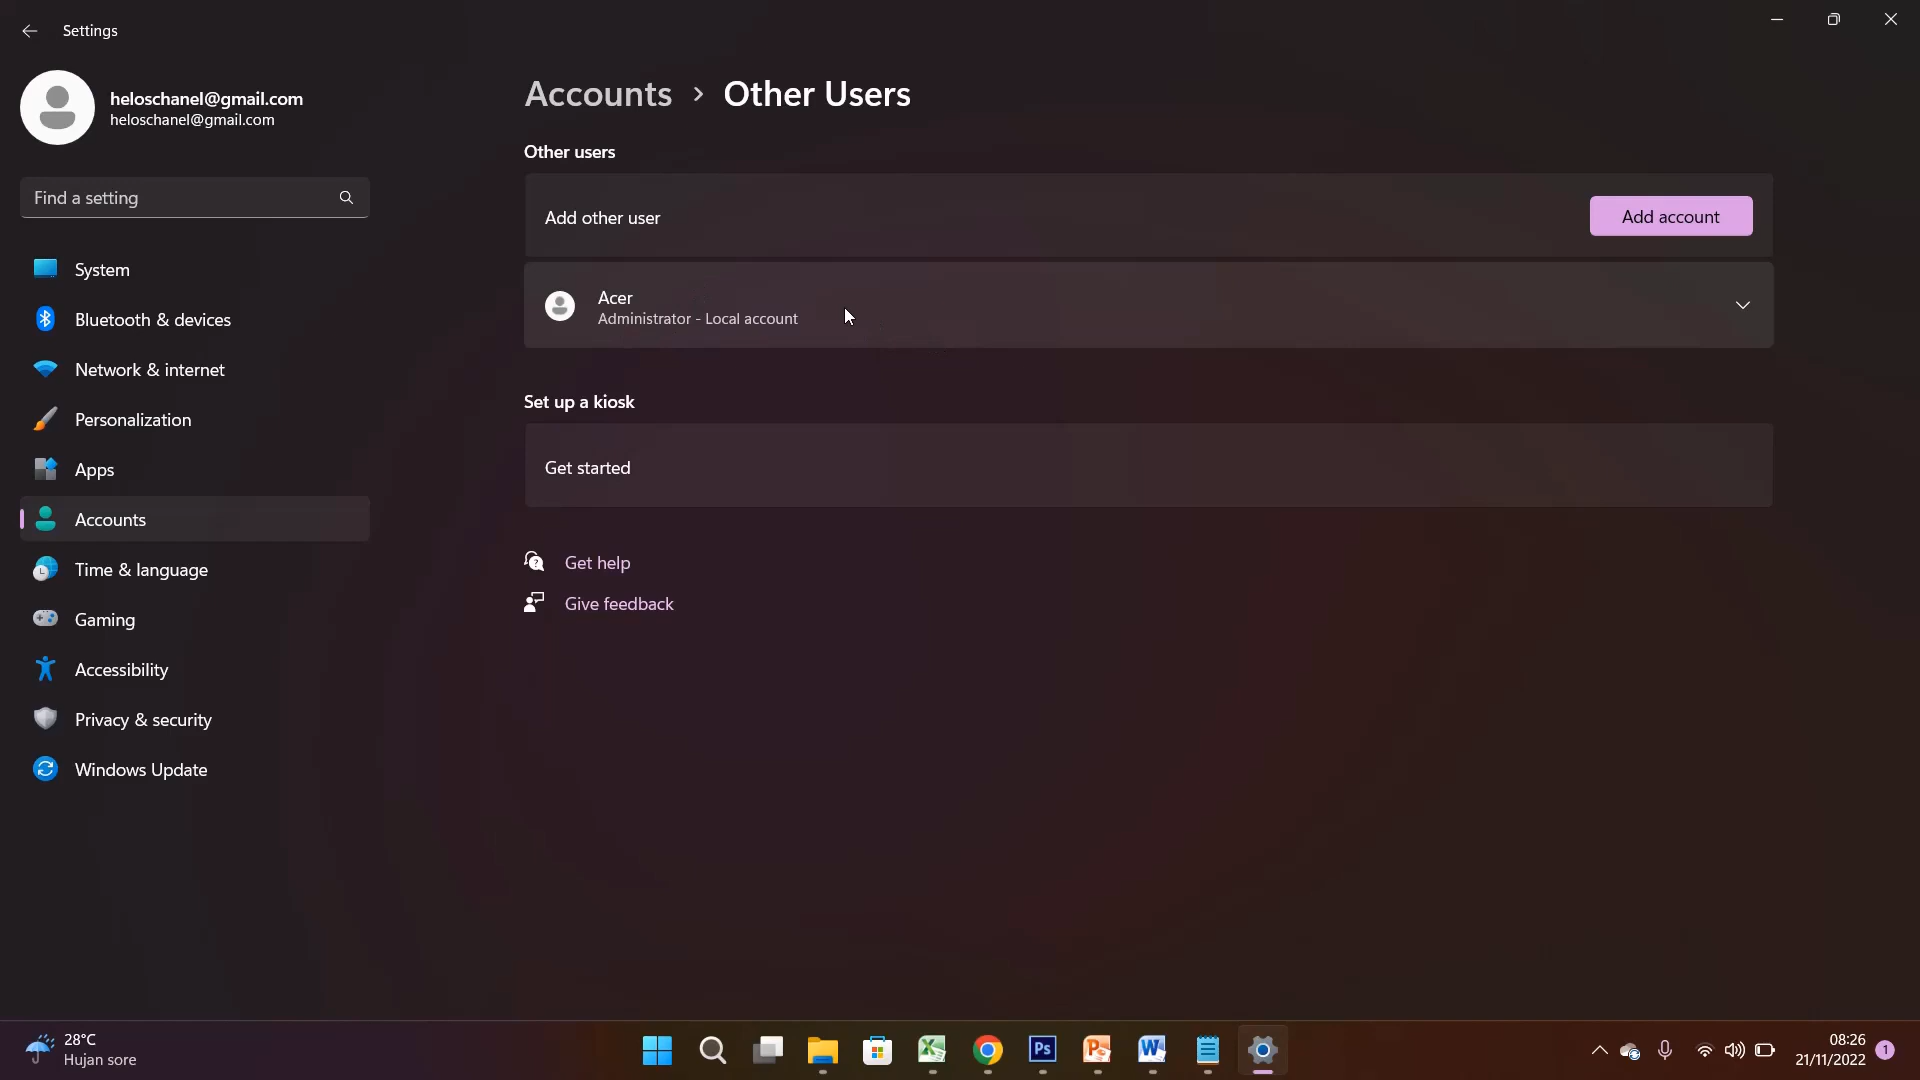 Settings
heloschanel@gmail.com
heloschanel@gmail.com
Find a setting
System
Bluetooth & devices
Network & internet
Personalization
Apps
Accounts
Time & language
Gaming
Accessibility
Privacy & security
Windows Update
Accounts > Other Users
Other users
Add other user
Add account
Acer
Administrator - Local account
Set up a kiosk
Get started
Get help
Give feedback
28°C
Hujan sore
Ps
08:26
21/11/2022
1